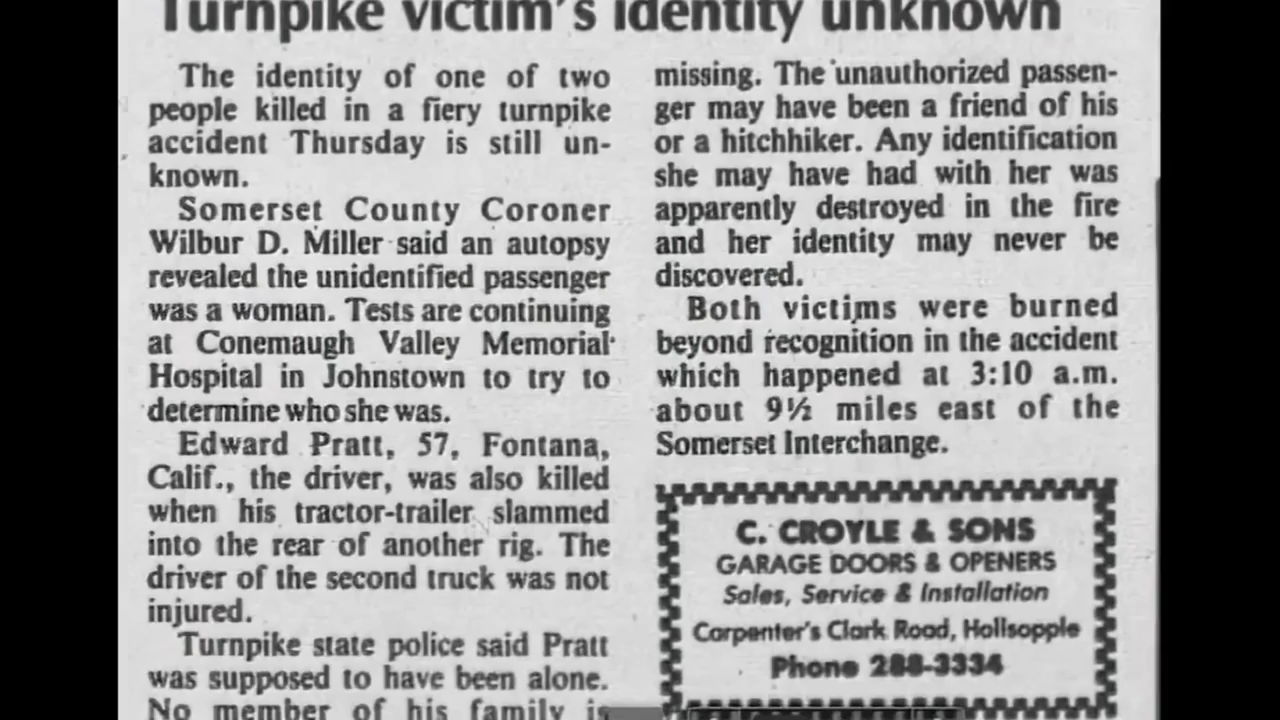 Turnpike victim's identity unknown
The identity of one of two
people killed in a fiery turnpike
accident Thursday is still un-
known.
Somerset County Coroner
Wilbur D. Miller said an autopsy
revealed the unidentified passenger
was a woman. Tests are continuing
at Conemaugh Valley Memorial
Hospital in Johnstown to try to
determine who she was.
Edward Pratt, 57, Fontana,
Calif., the driver, was also killed
when his tractor-trailer slammed
into the rear of another rig. The
driver of the second truck was not
injured.
Turnpike state police said Pratt
was supposed to have been alone.
No member of his family is
missing. The unauthorized passen-
ger may have been a friend of his
or a hitchhiker. Any identification
she may have had with her was
apparently destroyed in the fire
and her identity may never be
discovered.
Both victims were burned
beyond recognition in the accident
which happened at 3:10 a.m.
about 9½ miles east of the
Somerset Interchange.
C. CROYLE & SONS
GARAGE DOORS & OPENERS
Sales, Service & Installation
Carpenter's Clark Road, Hollsopple
Phone 288-3334